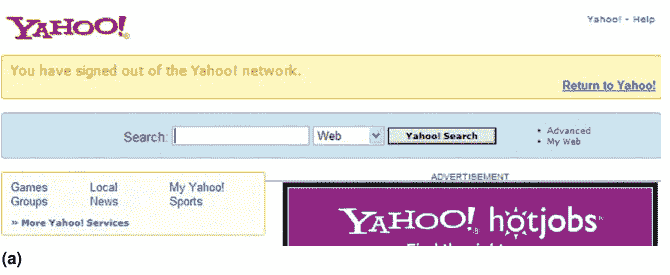 YAHOO!
Yahoo! - Help
You have signed out of the Yahoo! network.
Return to Yahoo!
Search: Web Yahoo! Search
• Advanced
• My Web
ADVERTISEMENT
Games Local My Yahoo!
Groups News Sports
» More Yahoo! Services
YAHOO! hotjobs™
(a)